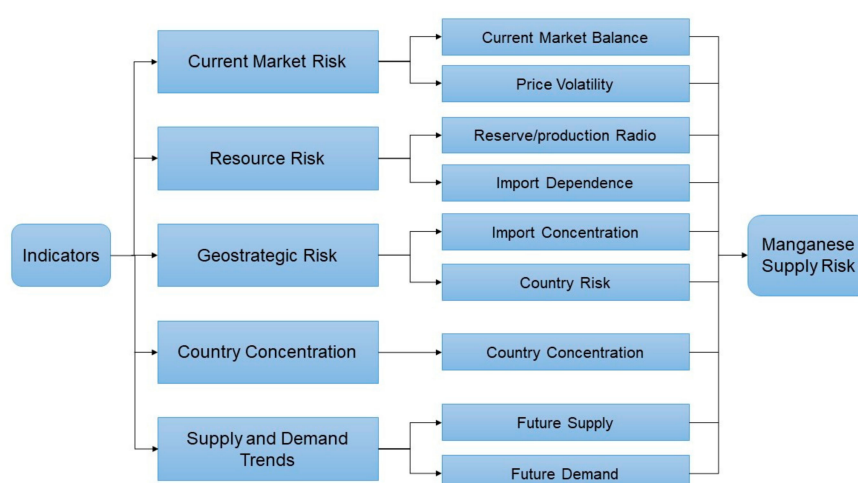 Indicators
Current Market Risk
Resource Risk
Geostrategic Risk
Country Concentration
Supply and Demand
Trends
Current Market Balance
Price Volatility
Reserve/production Radio
Import Dependence
Import Concentration
Country Risk
Country Concentration
Future Supply
Future Demand
Manganese
Supply Risk